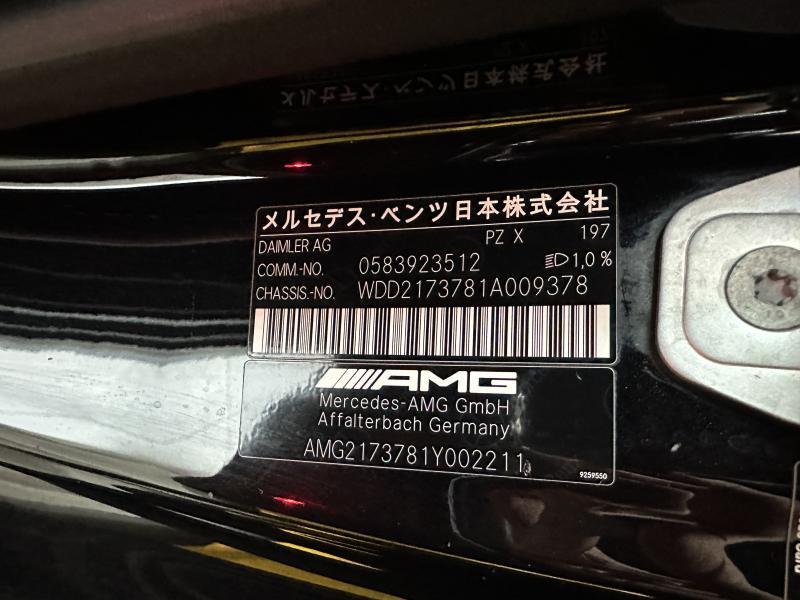 メルセデス・ベンツ日本株式会社
DAIMLER AG PZ X 197
COMM.-NO. 0583923512 1,0 %
CHASSIS.-NO. WDD2173781A009378
AMG
Mercedes-AMG GmbH
Affalterbach Germany
AMG2173781Y002211
9259550